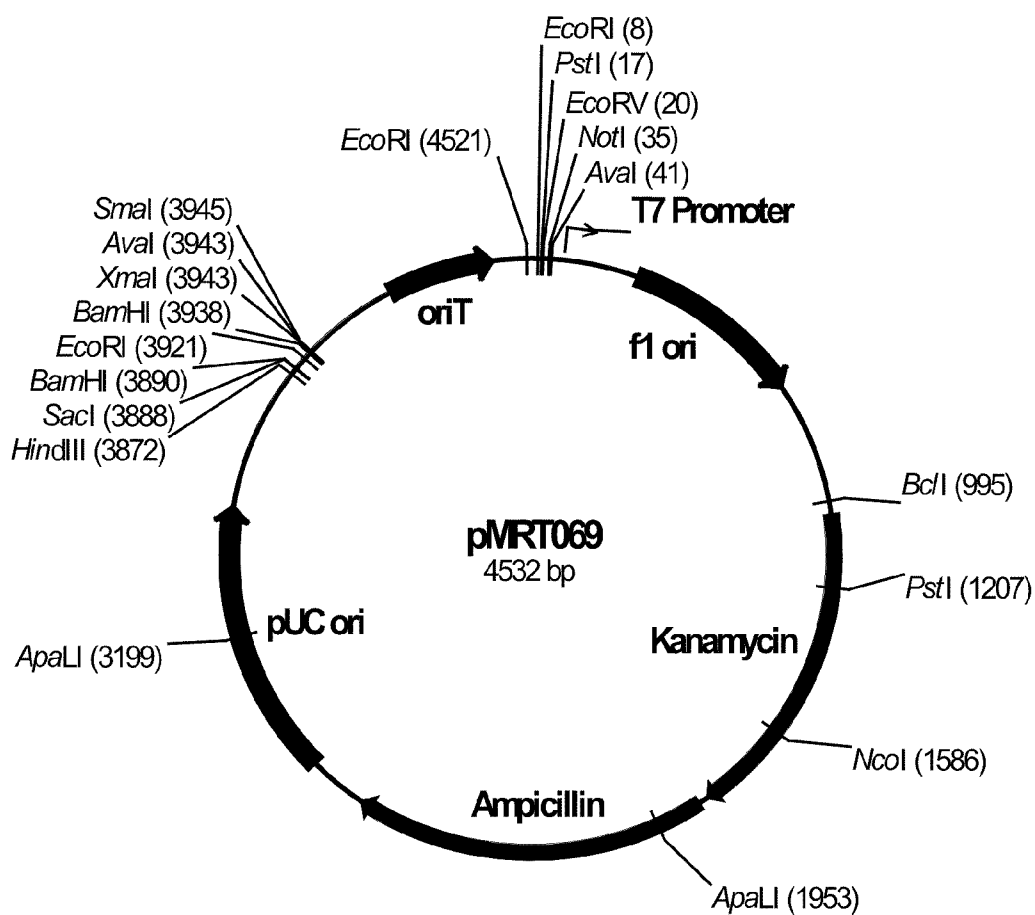 EcoRI (8)
PstI (17)
EcoRV (20)
NotI (35)
AvaI (41)
T7 Promoter
EcoRI (4521)
SmaI (3945)
AvaI (3943)
XmaI (3943)
BamHI (3938)
EcoRI (3921)
BamHI (3890)
SacI (3888)
HindIII (3872)
oriT
f1 ori
BclI (995)
pMRT069
4532 bp
PstI (1207)
pUC ori
Kanamycin
ApaLI (3199)
NcoI (1586)
Ampicillin
ApaLI (1953)